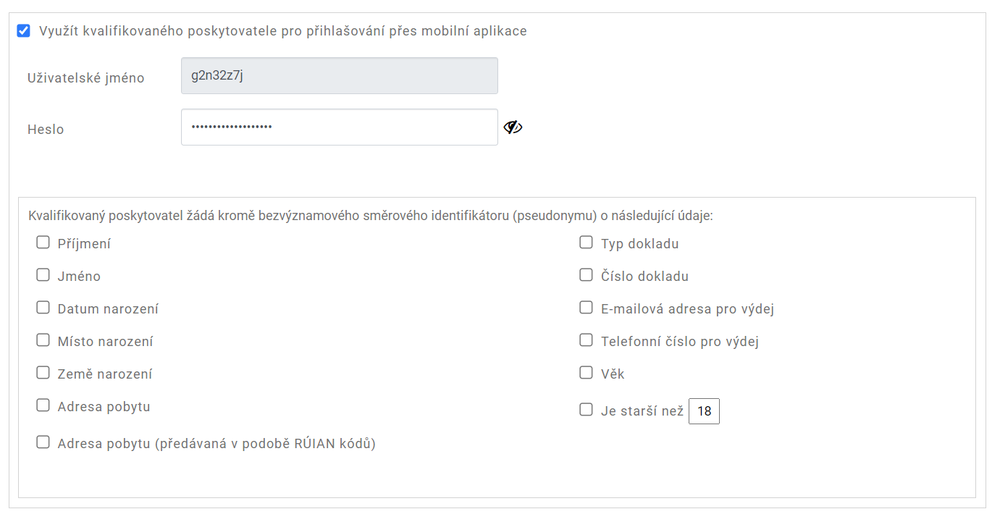 Využít kvalifikovaného poskytovatele pro přihlašování přes mobilní aplikace
Uživatelské jméno
g2n32z7j
Heslo
•••••••••••••••••••
Kvalifikovaný poskytovatel žádá kromě bezvýznamového směrového identifikátoru (pseudonymu) o následující údaje:
Příjmení
Jméno
Datum narození
Místo narození
Země narození
Adresa pobytu
Adresa pobytu (předávaná v podobě RÚIAN kódů)
Typ dokladu
Číslo dokladu
E-mailová adresa pro výdej
Telefonní číslo pro výdej
Věk
Je starší než 18